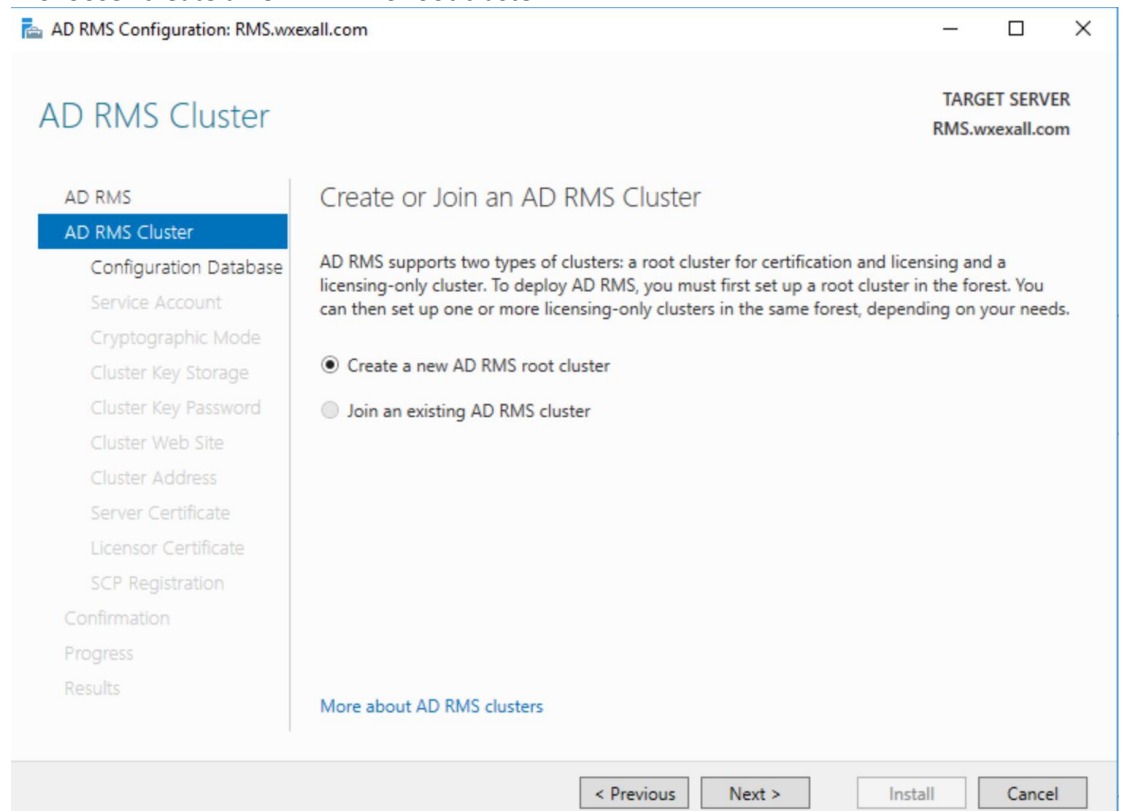 AD RMS Configuration: RMS.wxexall.com
AD RMS Cluster
TARGET SERVER
RMS.wxexall.com
AD RMS
AD RMS Cluster
Configuration Database
Service Account
Cryptographic Mode
Cluster Key Storage
Cluster Key Password
Cluster Web Site
Cluster Address
Server Certificate
Licensor Certificate
SCP Registration
Confirmation
Progress
Results
Create or Join an AD RMS Cluster
AD RMS supports two types of clusters: a root cluster for certification and licensing and a
licensing-only cluster. To deploy AD RMS, you must first set up a root cluster in the forest. You
can then set up one or more licensing-only clusters in the same forest, depending on your needs.
Create a new AD RMS root cluster
Join an existing AD RMS cluster
More about AD RMS clusters
< Previous
Next >
Install
Cancel